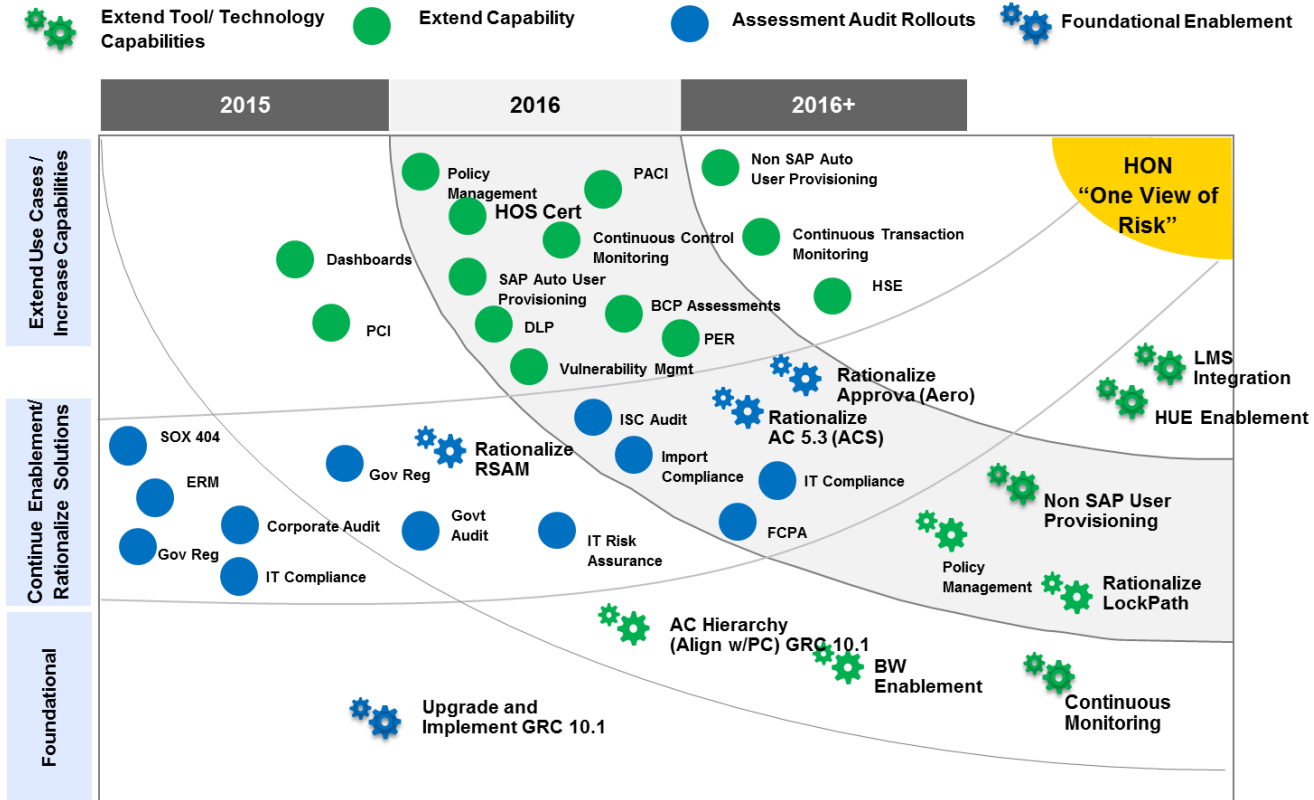 Extend Tool/ Technology
Capabilities
Extend Capability
Assessment Audit Rollouts
Foundational Enablement
2015
2016
2016+
Extend Use Cases /
Increase Capabilities
Continue Enablement/
Rationalize Solutions
Foundational
HON
“One View of
Risk”
Policy
Management
HOS Cert
PACI
Non SAP Auto
User Provisioning
Dashboards
Continuous Control
Monitoring
Continuous Transaction
Monitoring
SAP Auto User
Provisioning
HSE
PCI
DLP
BCP Assessments
PER
Vulnerability Mgmt
Rationalize
Approva (Aero)
LMS
Integration
HUE Enablement
SOX 404
ISC Audit
Rationalize
AC 5.3 (ACS)
ERM
Gov Reg
Rationalize
RSAM
Import
Compliance
IT Compliance
Non SAP User
Provisioning
Gov Reg
Corporate Audit
Govt
Audit
IT Risk
Assurance
FCPA
IT Compliance
Policy
Management
Rationalize
LockPath
AC Hierarchy
(Align w/PC) GRC 10.1
BW
Enablement
Continuous
Monitoring
Upgrade and
Implement GRC 10.1